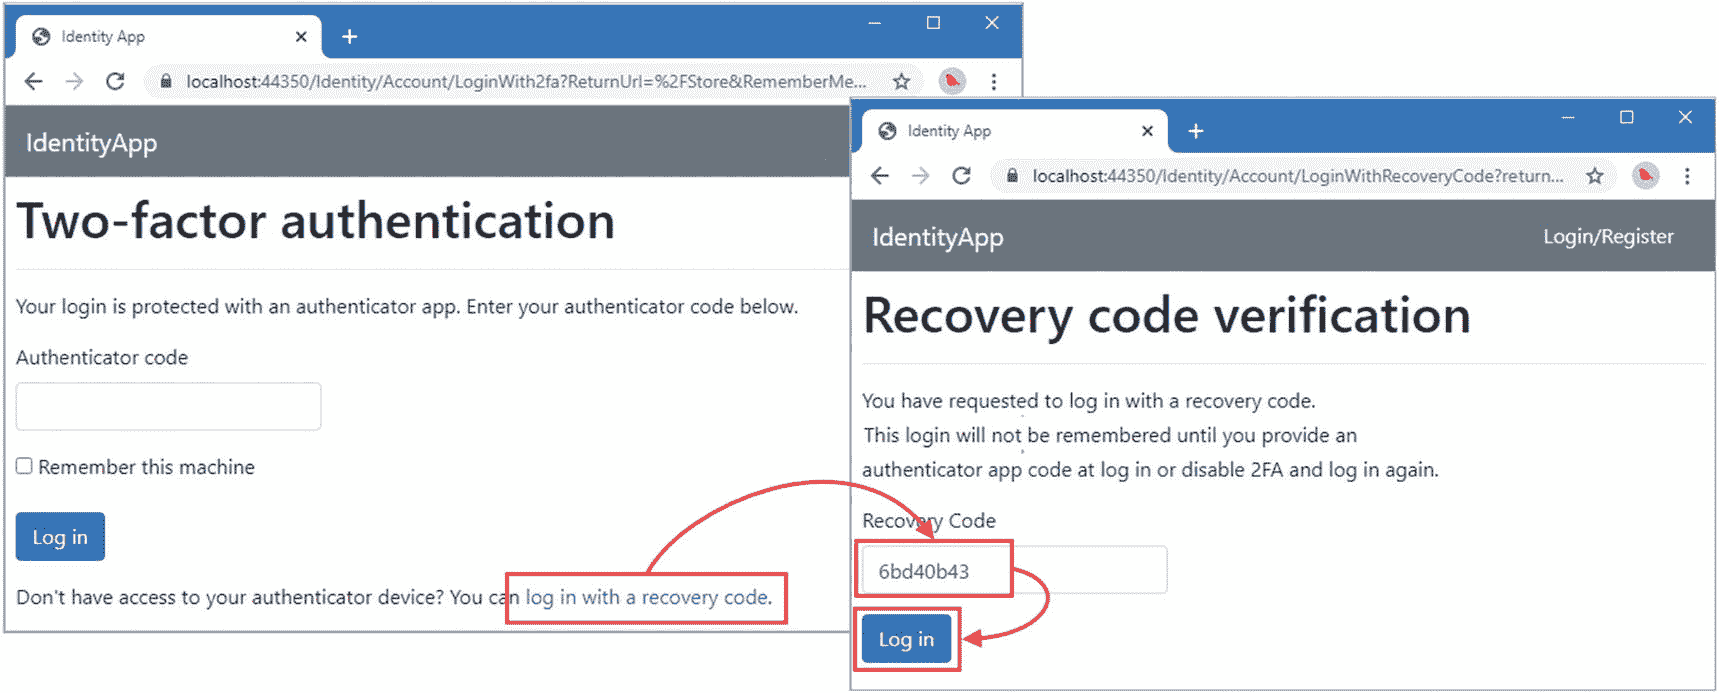 Identity App
localhost:44350/Identity/Account/LoginWith2fa?ReturnUrl=%2FStore&RememberMe...
IdentityApp
Two-factor authentication
Your login is protected with an authenticator app. Enter your authenticator code below.
Authenticator code
Remember this machine
Log in
Don't have access to your authenticator device? You can log in with a recovery code.
Identity App
localhost:44350/Identity/Account/LoginWithRecoveryCode?return...
IdentityApp
Login/Register
Recovery code verification
You have requested to log in with a recovery code.
This login will not be remembered until you provide an
authenticator app code at log in or disable 2FA and log in again.
Recovery Code
6bd40b43
Log in